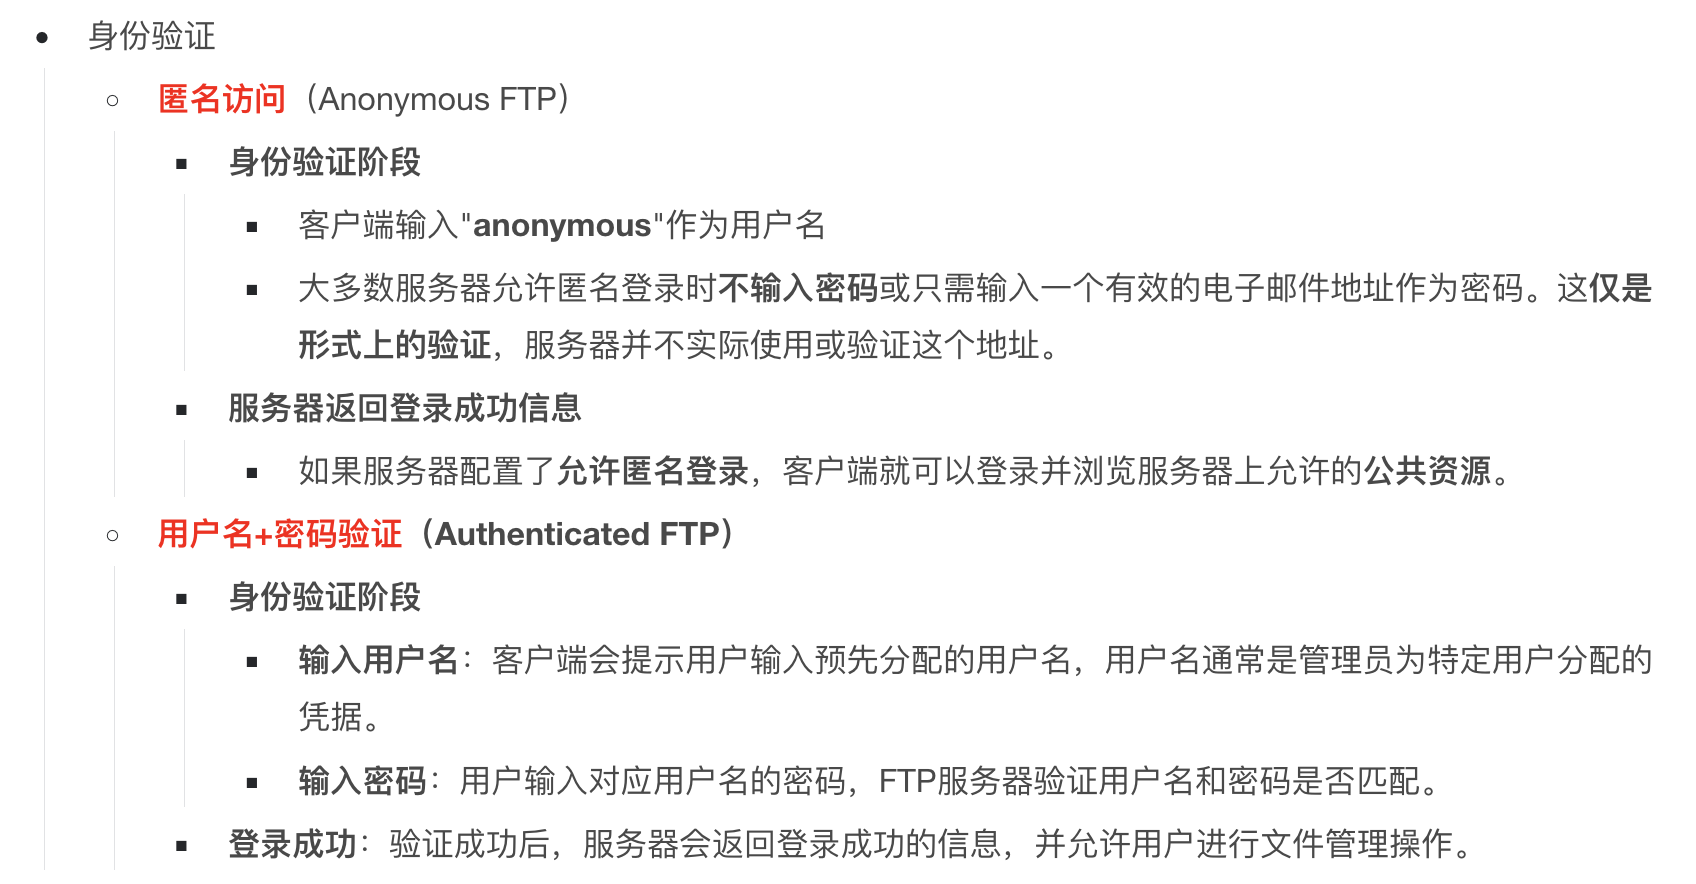 身份验证
匿名访问（Anonymous FTP）
身份验证阶段
客户端输入"anonymous"作为用户名
大多数服务器允许匿名登录时不输入密码或只需输入一个有效的电子邮件地址作为密码。这仅是
形式上的验证，服务器并不实际使用或验证这个地址。
服务器返回登录成功信息
如果服务器配置了允许匿名登录，客户端就可以登录并浏览服务器上允许的公共资源。
用户名+密码验证（Authenticated FTP）
身份验证阶段
输入用户名：客户端会提示用户输入预先分配的用户名，用户名通常是管理员为特定用户分配的
凭据。
输入密码：用户输入对应用户名的密码，FTP服务器验证用户名和密码是否匹配。
登录成功：验证成功后，服务器会返回登录成功的信息，并允许用户进行文件管理操作。